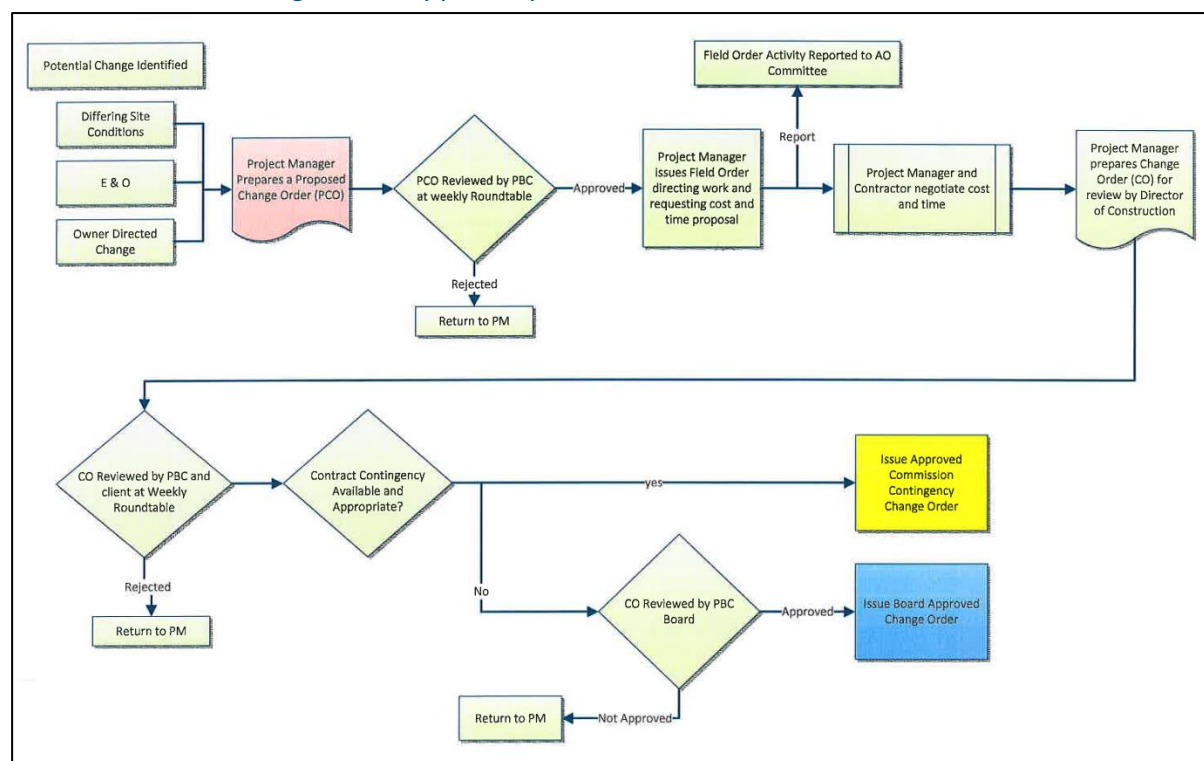 Potential Change Identified
Differing Site
Conditions
E & O
Owner Directed
Change
Project Manager
Prepares a Proposed
Change Order (PCO)
PCO Reviewed by PBC
at weekly Roundtable
Approved
Rejected
Return to PM
Project Manager
issues Field Order
directing work and
requesting cost and
time proposal
Report
Field Order Activity Reported to AO
Committee
Project Manager and
Contractor negotiate cost
and time
Project Manager
prepares Change
Order (CO) for
review by Director
of Construction
CO Reviewed by PBC and
client at Weekly
Roundtable
Rejected
Return to PM
Contract Contingency
Available and
Appropriate?
yes
Issue Approved
Commission
Contingency
Change Order
No
CO Reviewed by PBC
Board
Approved
Issue Board Approved
Change Order
Not Approved
Return to PM